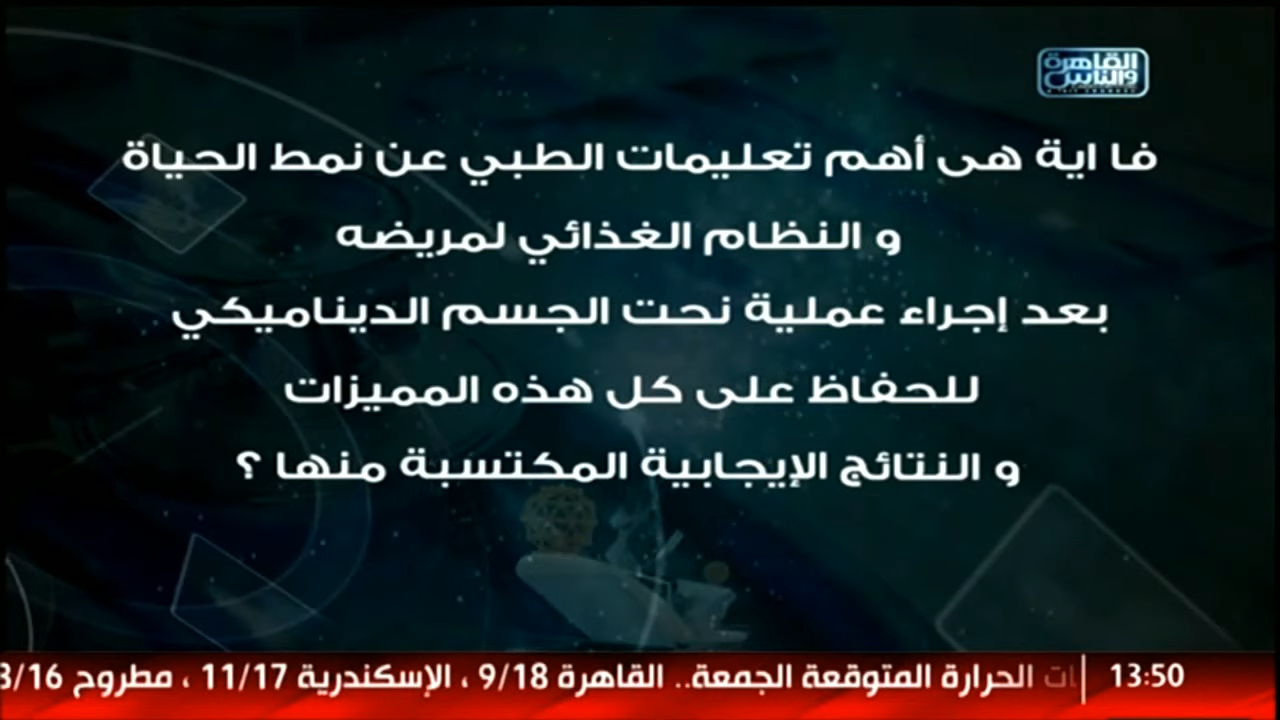 القاهرة
والناس
فا اية هى أهم تعليمات الطبي عن نمط الحياة
و النظام الغذائي لمريضه
بعد إجراء عملية نحت الجسم الديناميكي
للحفاظ على كل هذه المميزات
و النتائج الإيجابية المكتسبة منها ؟
13:50
ات الحرارة المتوقعة الجمعة.. القاهرة 9/18 ، الإسكندرية 11/17 ، مطروح 3/16